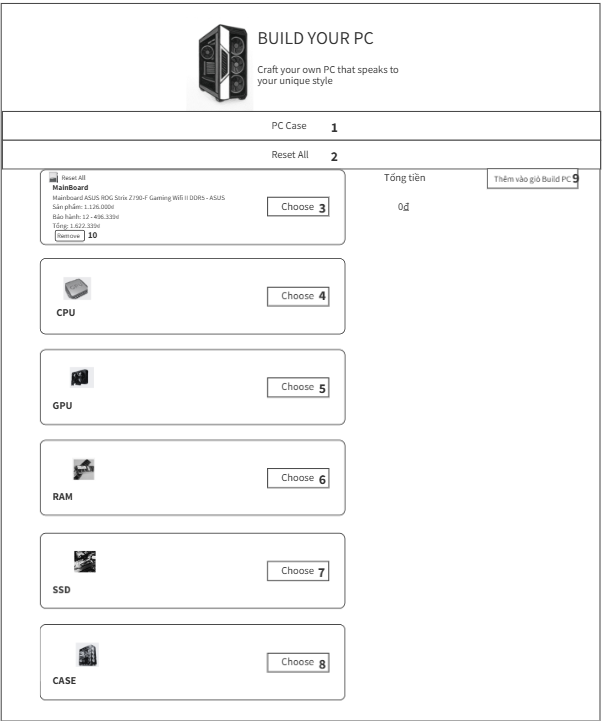 BUILD YOUR PC
Craft your own PC that speaks to
your unique style
PC Case 1
Reset All 2
Reset All
MainBoard
Mainboard ASUS ROG Strix Z790-F Gaming Wifi II DDR5 - ASUS
Sản phẩm: 1.126.000đ
Bảo hành: 12 - 496.339đ
Tổng: 1.622.339đ
Remove 10
Choose 3
Tổng tiền
Thêm vào giỏ Build PC 9
0đ
CPU
Choose 4
GPU
Choose 5
RAM
Choose 6
SSD
Choose 7
CASE
Choose 8